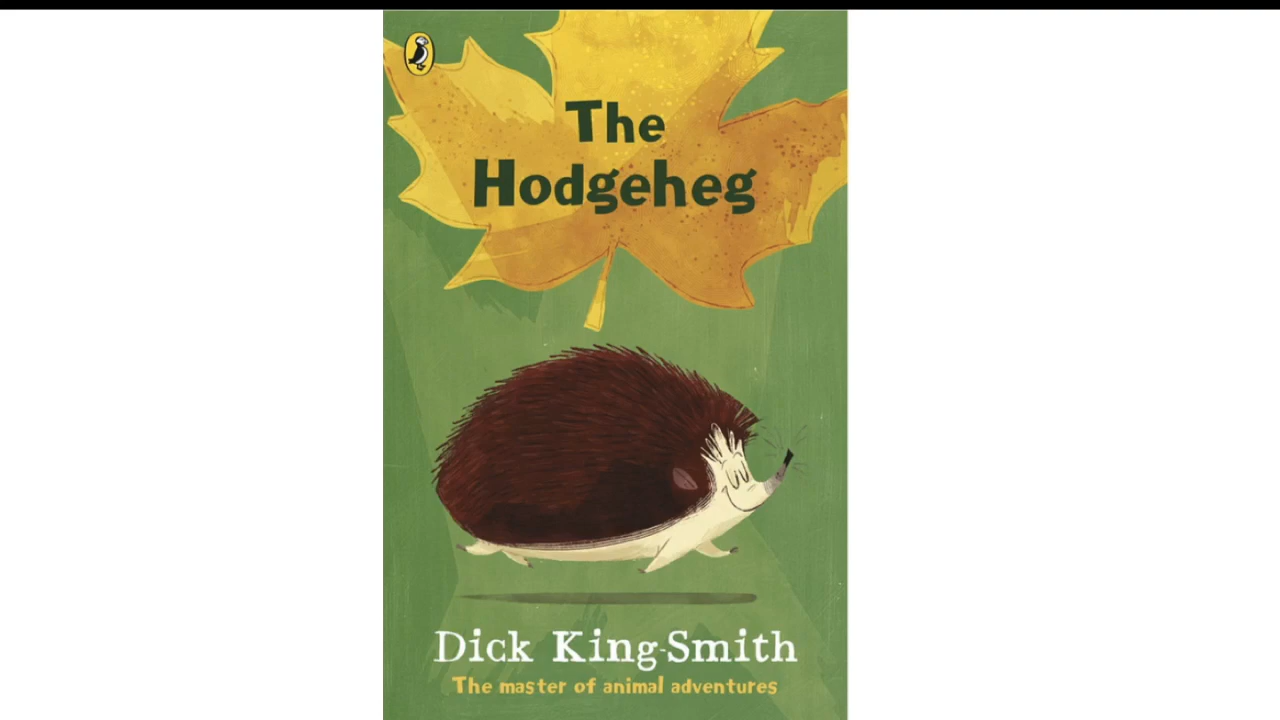 The
Hodgeheg
Dick King-Smith
The master of animal adventures